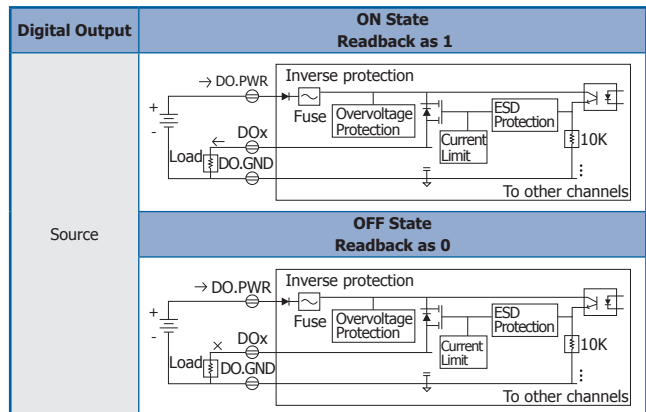 Digital Output
ON State
Readback as 1
Source
→ DO.PWR
Inverse protection
+
-
Fuse
Overvoltage
Protection
ESD
Protection
DOx
←
Current
Limit
10K
Load
DO.GND
To other channels
OFF State
Readback as 0
→ DO.PWR
Inverse protection
+
-
Fuse
Overvoltage
Protection
ESD
Protection
× DOx
Current
Limit
10K
Load
DO.GND
To other channels